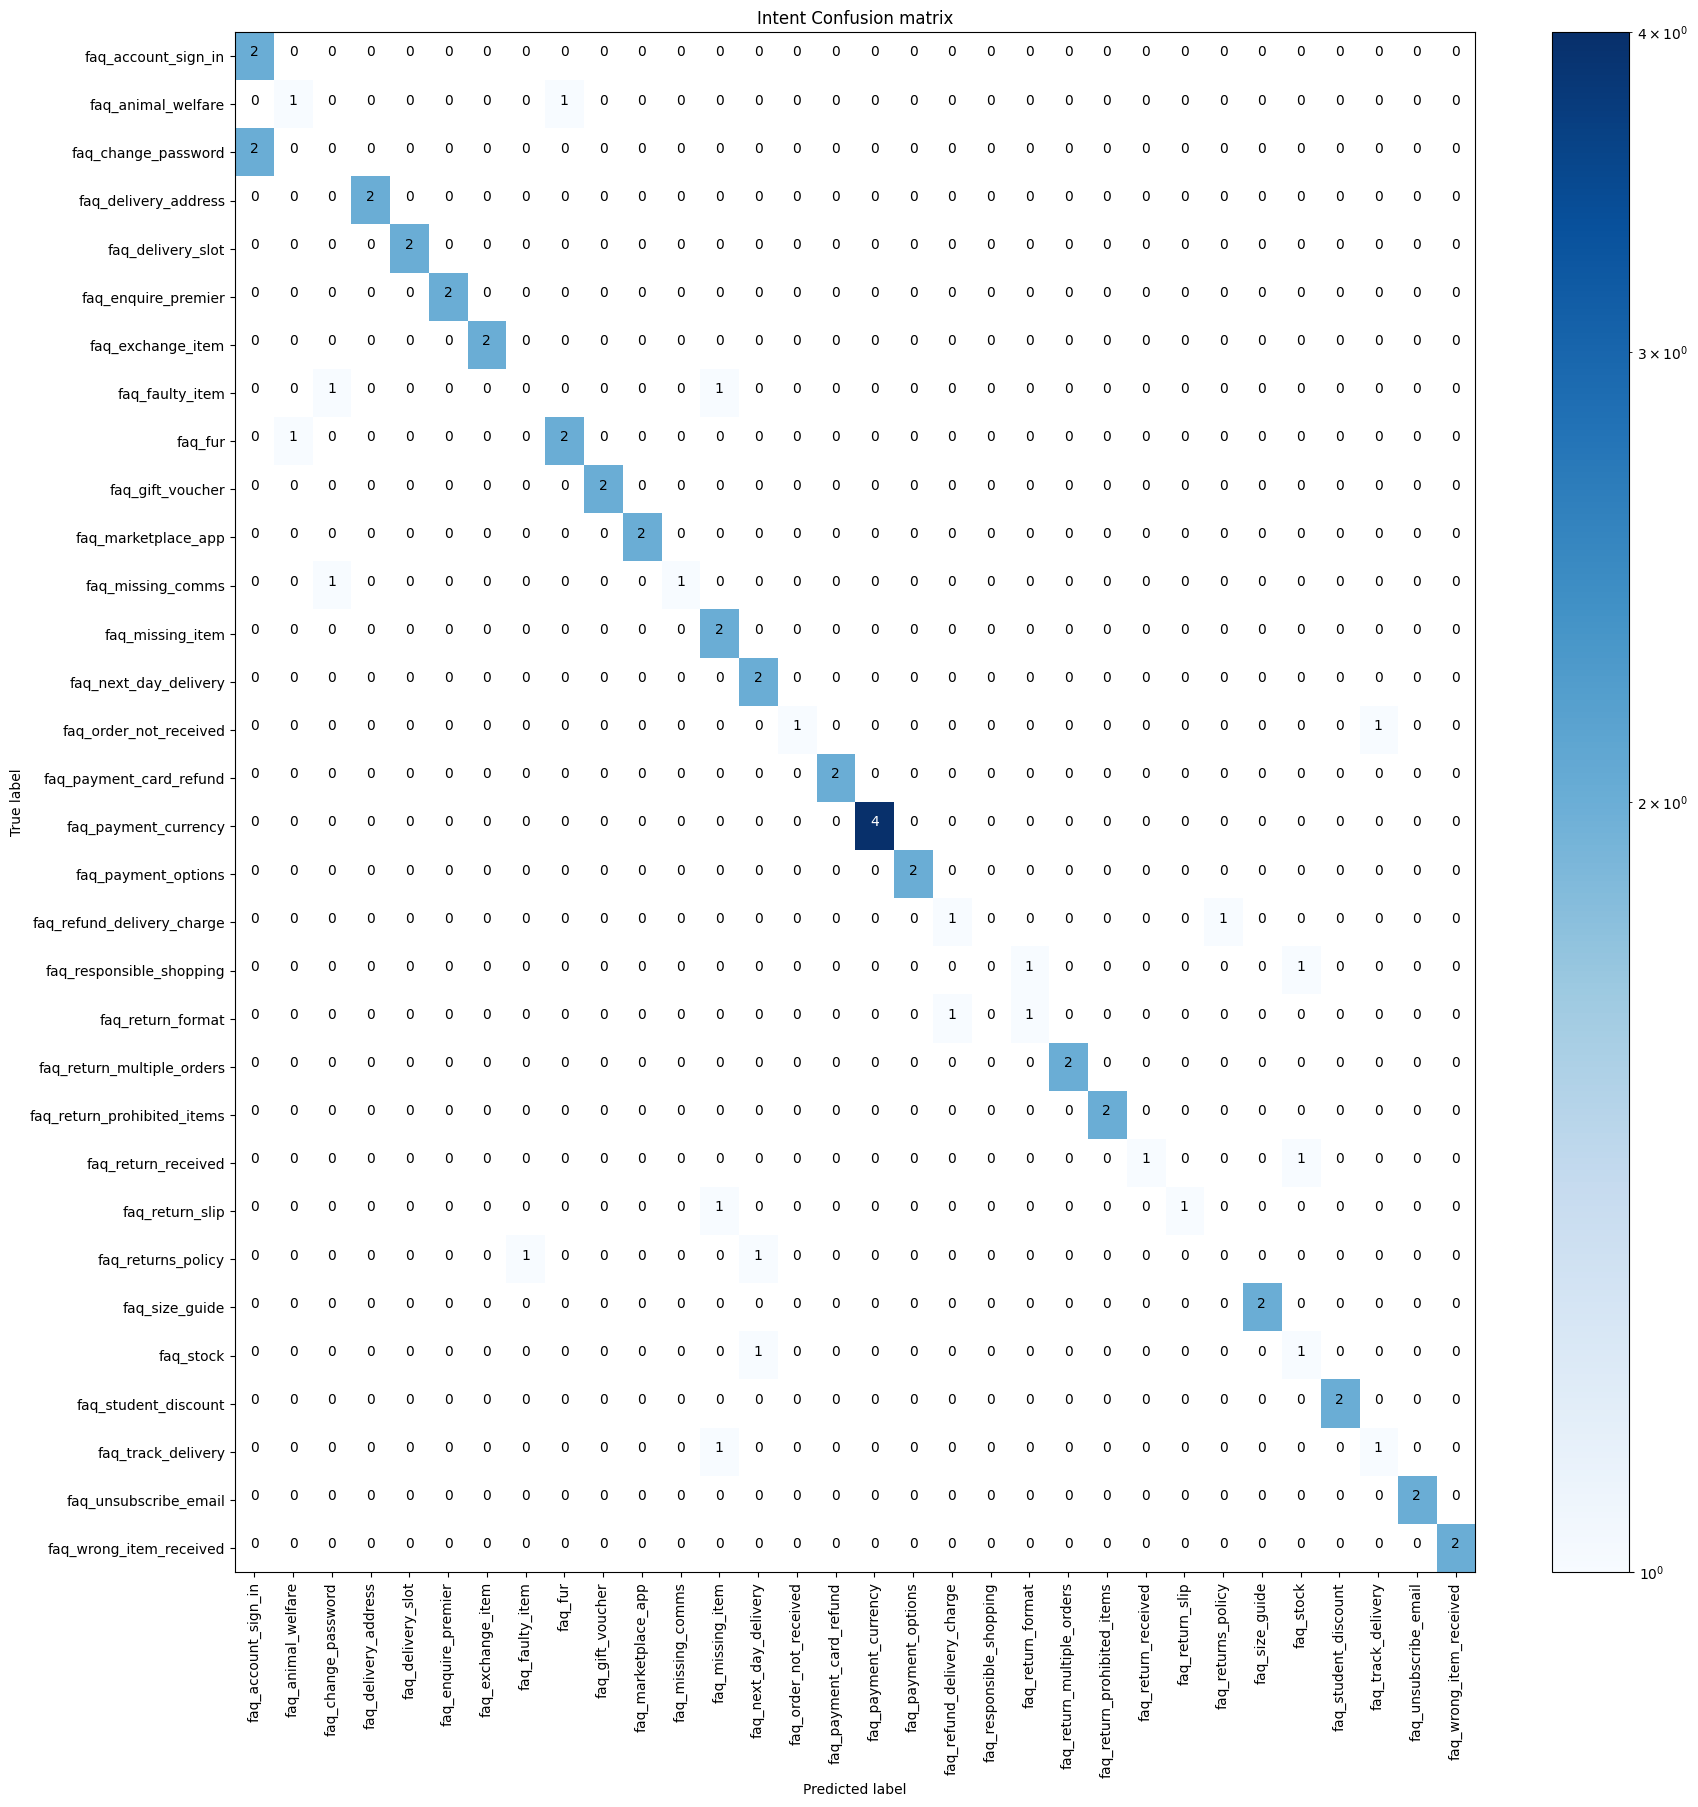 Intent Confusion matrix
faq_account_sign_in 2 0 0 0 0 0 0 0 0 0 0 0 0 0 0 0 0 0 0 0 0 0 0 0 0 0 0 0 0 0 0 0
faq_animal_welfare 0 1 0 0 0 0 0 0 1 0 0 0 0 0 0 0 0 0 0 0 0 0 0 0 0 0 0 0 0 0 0 0
faq_change_password 2 0 0 0 0 0 0 0 0 0 0 0 0 0 0 0 0 0 0 0 0 0 0 0 0 0 0 0 0 0 0 0
faq_delivery_address 0 0 0 2 0 0 0 0 0 0 0 0 0 0 0 0 0 0 0 0 0 0 0 0 0 0 0 0 0 0 0 0
faq_delivery_slot 0 0 0 0 2 0 0 0 0 0 0 0 0 0 0 0 0 0 0 0 0 0 0 0 0 0 0 0 0 0 0 0
faq_enquire_premier 0 0 0 0 0 2 0 0 0 0 0 0 0 0 0 0 0 0 0 0 0 0 0 0 0 0 0 0 0 0 0 0
faq_exchange_item 0 0 0 0 0 0 2 0 0 0 0 0 0 0 0 0 0 0 0 0 0 0 0 0 0 0 0 0 0 0 0 0
faq_faulty_item 0 0 1 0 0 0 0 0 0 0 0 0 1 0 0 0 0 0 0 0 0 0 0 0 0 0 0 0 0 0 0 0
faq_fur 0 1 0 0 0 0 0 0 2 0 0 0 0 0 0 0 0 0 0 0 0 0 0 0 0 0 0 0 0 0 0 0
faq_gift_voucher 0 0 0 0 0 0 0 0 0 2 0 0 0 0 0 0 0 0 0 0 0 0 0 0 0 0 0 0 0 0 0 0
faq_marketplace_app 0 0 0 0 0 0 0 0 0 0 2 0 0 0 0 0 0 0 0 0 0 0 0 0 0 0 0 0 0 0 0 0
faq_missing_comms 0 0 1 0 0 0 0 0 0 0 0 1 0 0 0 0 0 0 0 0 0 0 0 0 0 0 0 0 0 0 0 0
faq_missing_item 0 0 0 0 0 0 0 0 0 0 0 0 2 0 0 0 0 0 0 0 0 0 0 0 0 0 0 0 0 0 0 0
faq_next_day_delivery 0 0 0 0 0 0 0 0 0 0 0 0 0 2 0 0 0 0 0 0 0 0 0 0 0 0 0 0 0 0 0 0
faq_order_not_received 0 0 0 0 0 0 0 0 0 0 0 0 0 0 1 0 0 0 0 0 0 0 0 0 0 0 0 0 0 1 0 0
faq_payment_card_refund 0 0 0 0 0 0 0 0 0 0 0 0 0 0 0 2 0 0 0 0 0 0 0 0 0 0 0 0 0 0 0 0
faq_payment_currency 0 0 0 0 0 0 0 0 0 0 0 0 0 0 0 0 4 0 0 0 0 0 0 0 0 0 0 0 0 0 0 0
faq_payment_options 0 0 0 0 0 0 0 0 0 0 0 0 0 0 0 0 0 2 0 0 0 0 0 0 0 0 0 0 0 0 0 0
faq_refund_delivery_charge 0 0 0 0 0 0 0 0 0 0 0 0 0 0 0 0 0 0 1 0 0 0 0 0 0 1 0 0 0 0 0 0
faq_responsible_shopping 0 0 0 0 0 0 0 0 0 0 0 0 0 0 0 0 0 0 0 0 1 0 0 0 0 0 0 1 0 0 0 0
faq_return_format 0 0 0 0 0 0 0 0 0 0 0 0 0 0 0 0 0 0 1 0 1 0 0 0 0 0 0 0 0 0 0 0
faq_return_multiple_orders 0 0 0 0 0 0 0 0 0 0 0 0 0 0 0 0 0 0 0 0 0 2 0 0 0 0 0 0 0 0 0 0
faq_return_prohibited_items 0 0 0 0 0 0 0 0 0 0 0 0 0 0 0 0 0 0 0 0 0 0 2 0 0 0 0 0 0 0 0 0
faq_return_received 0 0 0 0 0 0 0 0 0 0 0 0 0 0 0 0 0 0 0 0 0 0 0 1 0 0 0 1 0 0 0 0
faq_return_slip 0 0 0 0 0 0 0 0 0 0 0 0 1 0 0 0 0 0 0 0 0 0 0 0 1 0 0 0 0 0 0 0
faq_returns_policy 0 0 0 0 0 0 0 1 0 0 0 0 0 1 0 0 0 0 0 0 0 0 0 0 0 0 0 0 0 0 0 0
faq_size_guide 0 0 0 0 0 0 0 0 0 0 0 0 0 0 0 0 0 0 0 0 0 0 0 0 0 0 2 0 0 0 0 0
faq_stock 0 0 0 0 0 0 0 0 0 0 0 0 0 1 0 0 0 0 0 0 0 0 0 0 0 0 0 1 0 0 0 0
faq_student_discount 0 0 0 0 0 0 0 0 0 0 0 0 0 0 0 0 0 0 0 0 0 0 0 0 0 0 0 0 2 0 0 0
faq_track_delivery 0 0 0 0 0 0 0 0 0 0 0 0 1 0 0 0 0 0 0 0 0 0 0 0 0 0 0 0 0 1 0 0
faq_unsubscribe_email 0 0 0 0 0 0 0 0 0 0 0 0 0 0 0 0 0 0 0 0 0 0 0 0 0 0 0 0 0 0 2 0
faq_wrong_item_received 0 0 0 0 0 0 0 0 0 0 0 0 0 0 0 0 0 0 0 0 0 0 0 0 0 0 0 0 0 0 0 2
True label
faq_account_sign_in
faq_animal_welfare
faq_change_password
faq_delivery_address
faq_delivery_slot
faq_enquire_premier
faq_exchange_item
faq_faulty_item
faq_fur
faq_gift_voucher
faq_marketplace_app
faq_missing_comms
faq_missing_item
faq_next_day_delivery
faq_order_not_received
faq_payment_card_refund
faq_payment_currency
faq_payment_options
faq_refund_delivery_charge
faq_responsible_shopping
faq_return_format
faq_return_multiple_orders
faq_return_prohibited_items
faq_return_received
faq_return_slip
faq_returns_policy
faq_size_guide
faq_stock
faq_student_discount
faq_track_delivery
faq_unsubscribe_email
faq_wrong_item_received
Predicted label
4 × 10⁰
3 × 10⁰
2 × 10⁰
10⁰